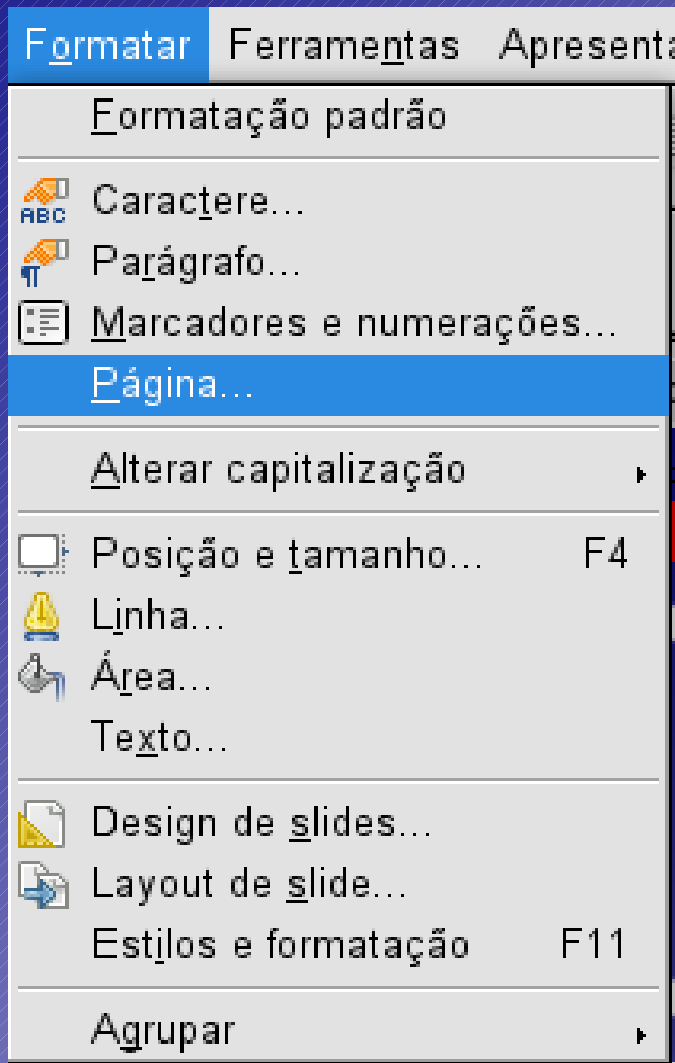 Formatar Ferramentas Apresenta
Formatação padrão
ABC Caractere...
¶ Parágrafo...
Marcadores e numerações...
Página...
Alterar capitalização
Posição e tamanho... F4
Linha...
Área...
Texto...
Design de slides...
Layout de slide...
Estilos e formatação F11
Agrupar